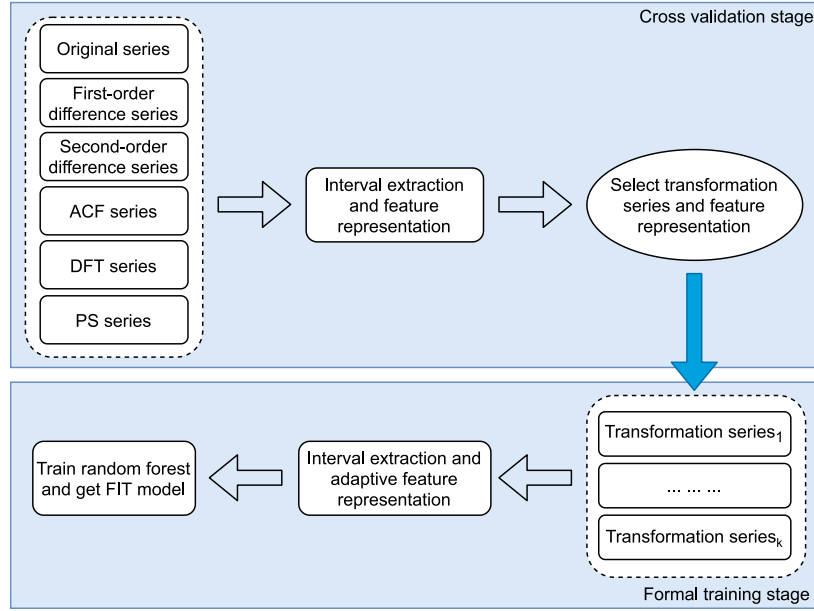 Cross validation stage
Original series
First-order
difference series
Second-order
difference series
ACF series
DFT series
PS series
Interval extraction
and feature
representation
Select transformation
series and feature
representation
Transformation series₁
... ... ...
Transformation seriesₖ
Interval extraction and
adaptive feature
representation
Train random forest
and get FIT model
Formal training stage